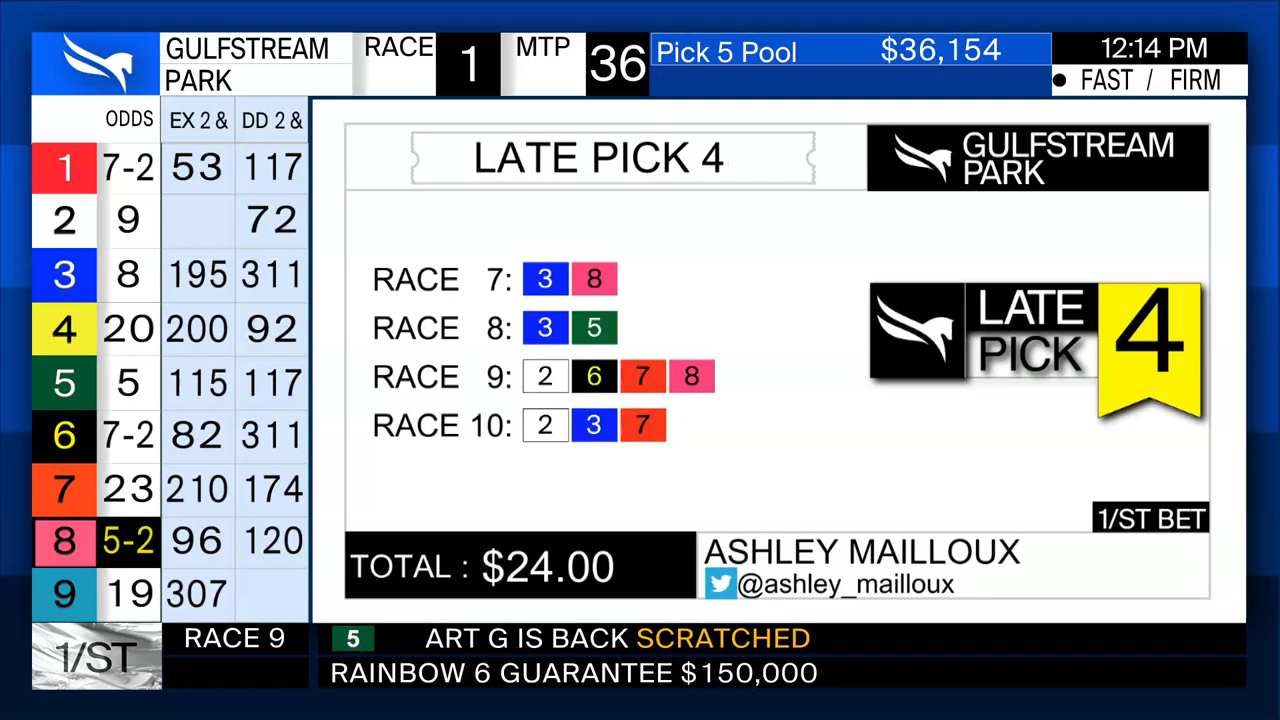 GULFSTREAM PARK RACE 1 MTP 36 Pick 5 Pool $36,154 12:14 PM
FAST / FIRM
ODDS EX 2 & DD 2 &
1 7-2 53 117
2 9 72
3 8 195 311
4 20 200 92
5 5 115 117
6 7-2 82 311
7 23 210 174
8 5-2 96 120
9 19 307
LATE PICK 4
GULFSTREAM
PARK
RACE 7: 3 8
RACE 8: 3 5
RACE 9: 2 6 7 8
RACE 10: 2 3 7
LATE
PICK
4
1/ST BET
TOTAL : $24.00
ASHLEY MAILLOUX
@ashley_mailloux
1/ST
RACE 9 5 ART G IS BACK SCRATCHED
RAINBOW 6 GUARANTEE $150,000